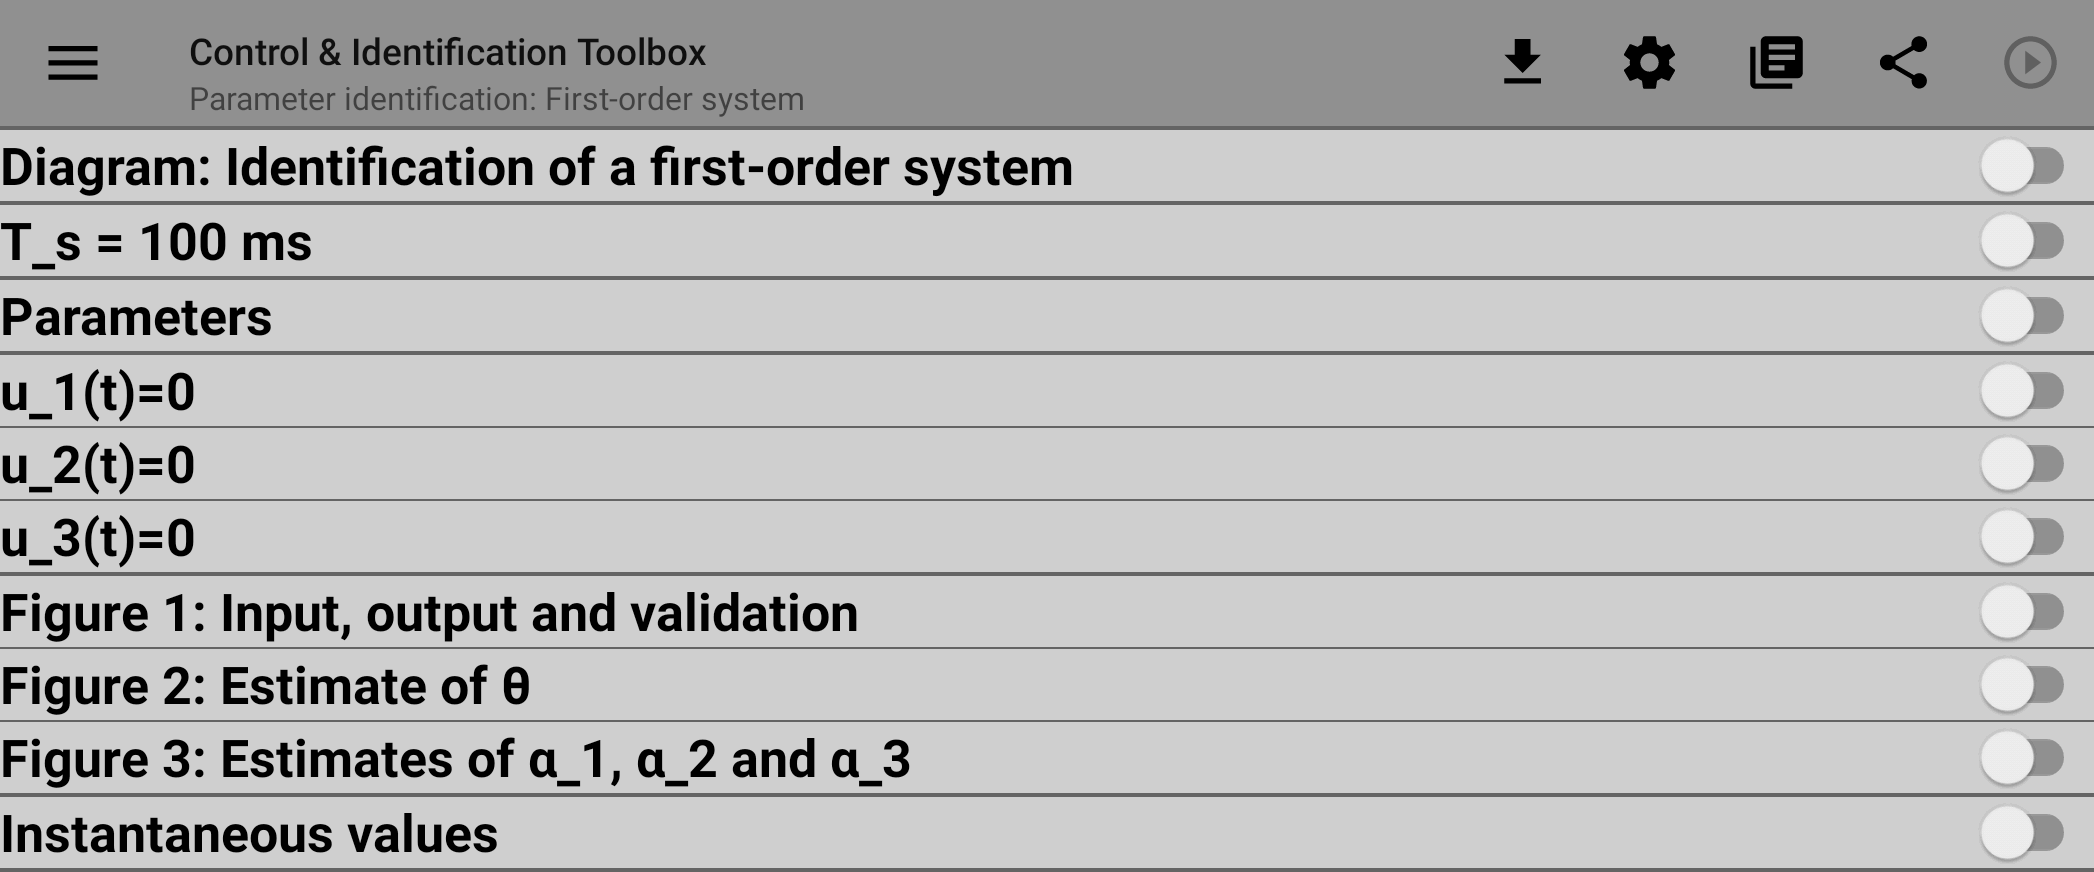 Control & Identification Toolbox
Parameter identification: First-order system
Diagram: Identification of a first-order system
T_s = 100 ms
Parameters
u_1(t)=0
u_2(t)=0
u_3(t)=0
Figure 1: Input, output and validation
Figure 2: Estimate of θ
Figure 3: Estimates of α_1, α_2 and α_3
Instantaneous values